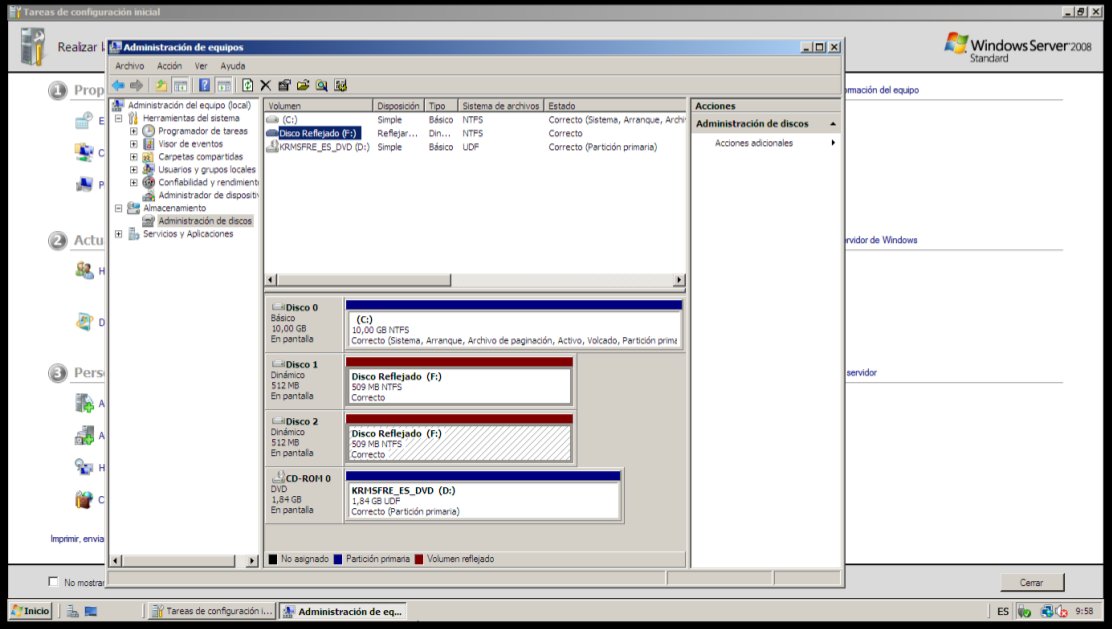 Tareas de configuración inicial
Realizar l
Windows Server 2008
Standard
1 Prop
E
C
P
2 Actu
H
D
3 Pers
A
A
H
C
Imprimir, envia
No mostrar
ormación del equipo
ervidor de Windows
servidor
Cerrar
Administración de equipos
Archivo Acción Ver Ayuda
Administración del equipo (local)
Herramientas del sistema
Programador de tareas
Visor de eventos
Carpetas compartidas
Usuarios y grupos locales
Confiabilidad y rendimient
Administrador de dispositi
Almacenamiento
Administración de discos
Servicios y Aplicaciones
Volumen Disposición Tipo Sistema de archivos Estado
(C:) Simple Básico NTFS Correcto (Sistema, Arranque, Archi
Disco Reflejado (F:) Reflejar... Din... NTFS Correcto
KRMSFRE_ES_DVD (D:) Simple Básico UDF Correcto (Partición primaria)
Disco 0
Básico
10,00 GB
En pantalla
(C:)
10,00 GB NTFS
Correcto (Sistema, Arranque, Archivo de paginación, Activo, Volcado, Partición prima
Disco 1
Dinámico
512 MB
En pantalla
Disco Reflejado (F:)
509 MB NTFS
Correcto
Disco 2
Dinámico
512 MB
En pantalla
Disco Reflejado (F:)
509 MB NTFS
Correcto
CD-ROM 0
DVD
1,84 GB
En pantalla
KRMSFRE_ES_DVD (D:)
1,84 GB UDF
Correcto (Partición primaria)
No asignado Partición primaria Volumen reflejado
Acciones
Administración de discos
Acciones adicionales
Inicio
Tareas de configuración i...
Administración de eq...
ES
9:58